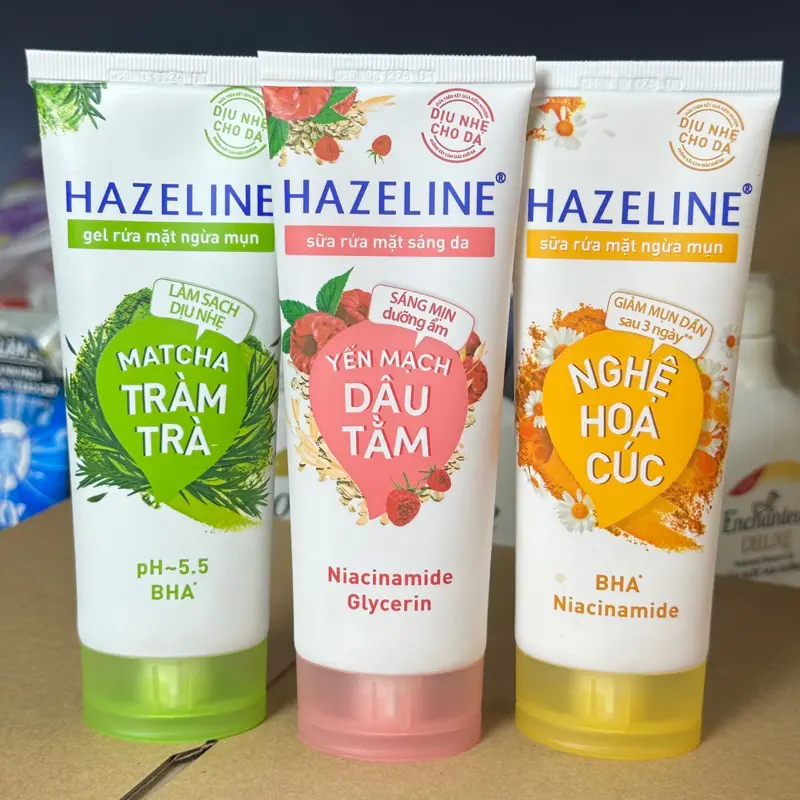 DỊU NHẸ
CHO DA
HAZELINE
gel rửa mặt ngừa mụn
LÀM SẠCH
DỊU NHẸ
MATCHA
TRÀM
TRÀ
pH~5.5
BHA*
DỊU NHẸ
CHO DA
HAZELINE®
sữa rửa mặt sáng da
SÁNG MỊN
dưỡng ẩm
YẾN MẠCH
DÂU
TẰM
Niacinamide
Glycerin
DỊU NHẸ
CHO DA
HAZELINE®
sữa rửa mặt ngừa mụn
GIẢM MỤN DẦN
sau 3 ngày**
NGHỆ
HOA
CÚC
BHA*
Niacinamide
Enchanteur
DELUXE